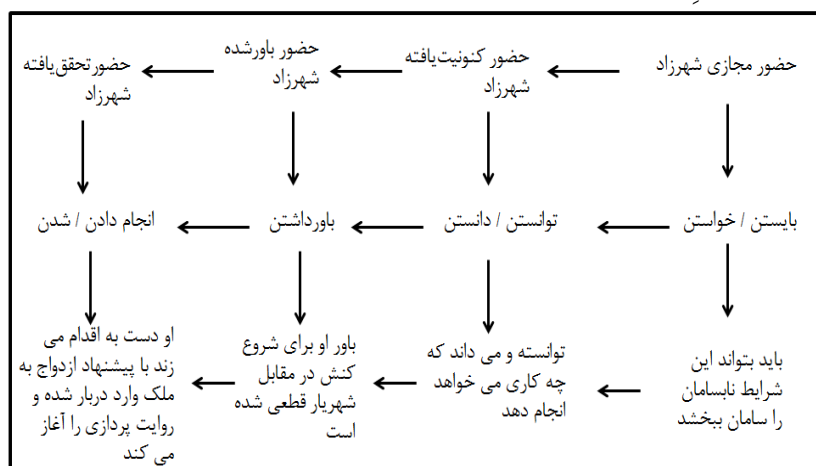 حضور مجازی شهرزاد
حضور کنونیت‌یافته
شهرزاد
حضور باورشده
شهرزاد
حضورتحقق‌یافته
شهرزاد
بایستن / خواستن
توانستن / دانستن
باورداشتن
انجام دادن / شدن
باید بتواند این
شرایط نابسامان
را سامان ببخشد
توانسته و می داند که
چه کاری می خواهد
انجام دهد
باور او برای شروع
کنش در مقابل
شهریار قطعی شده
است
او دست به اقدام می
زند با پیشنهاد ازدواج به
ملک وارد دربار شده و
روایت پردازی را آغاز
می کند